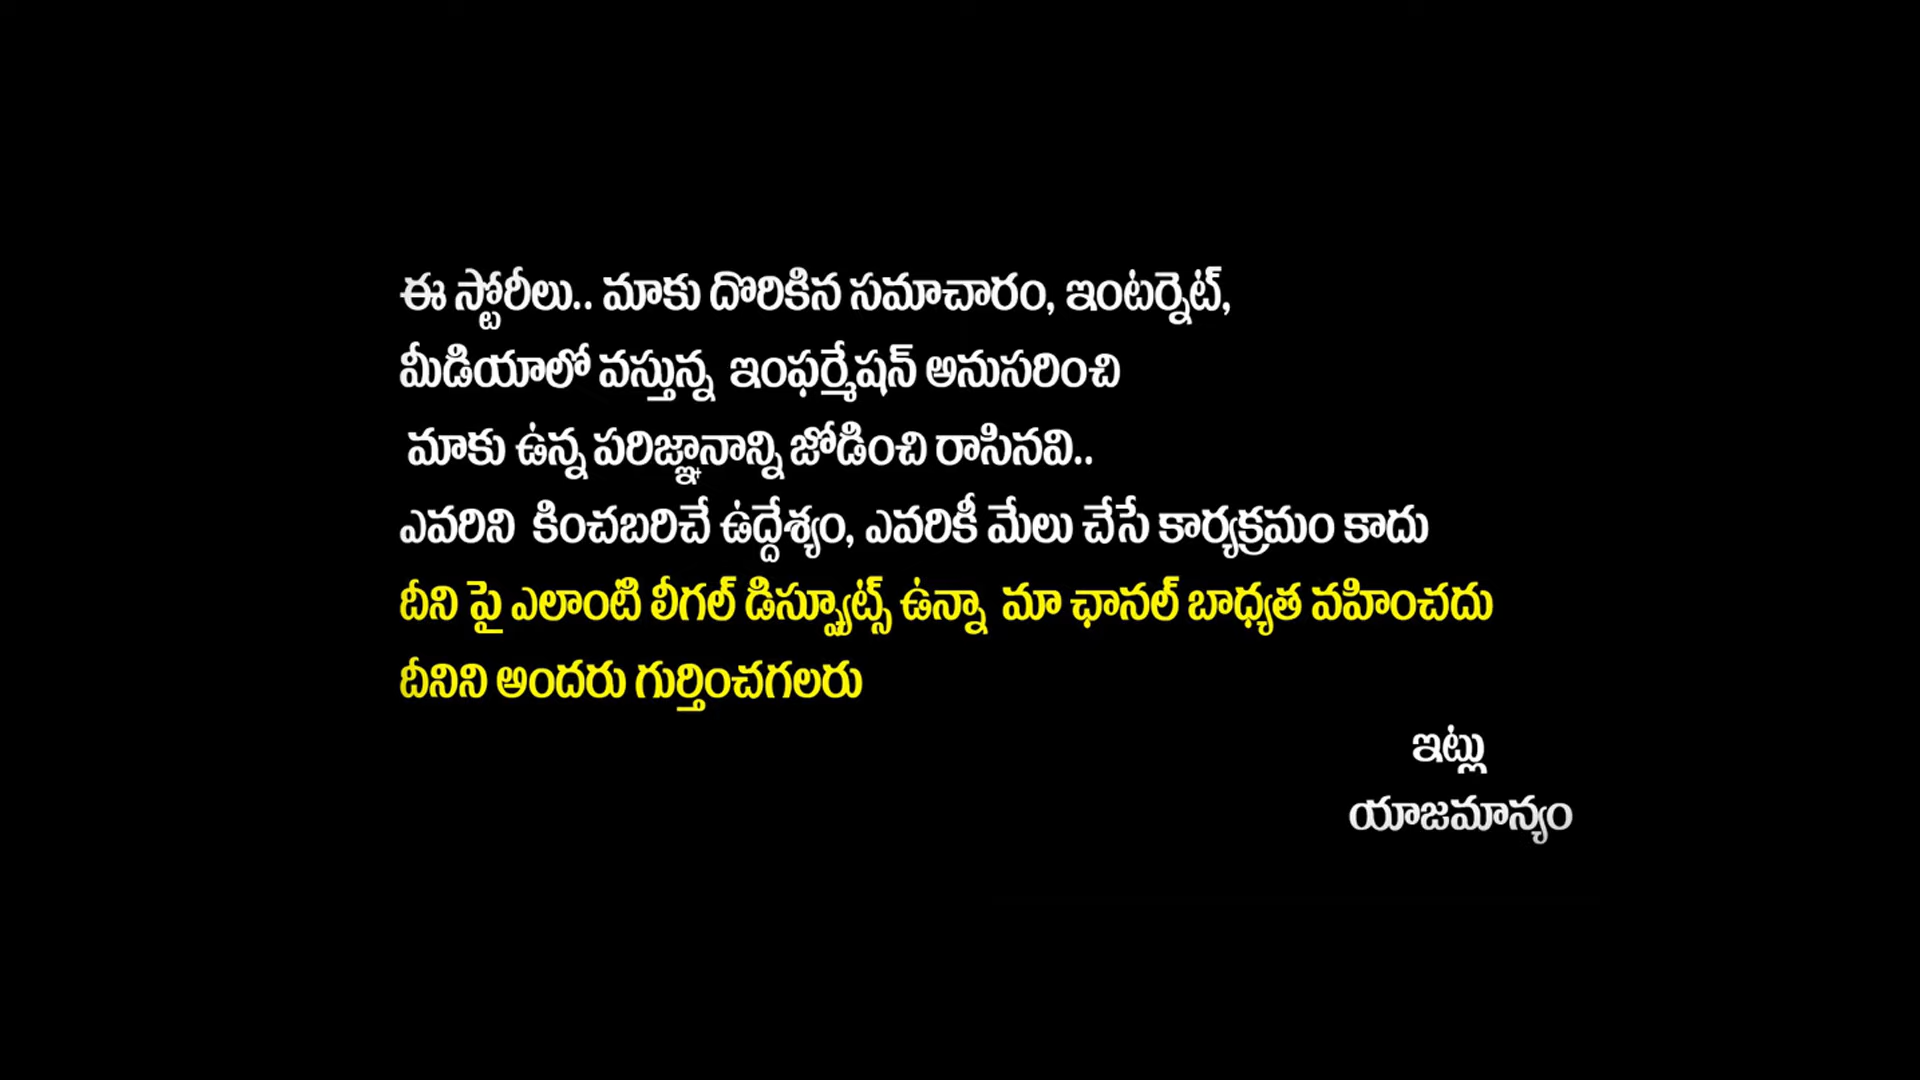 ఈ స్టోరీలు.. మాకు దొరికిన సమాచారం, ఇంటర్నెట్,
మీడియాలో వస్తున్న ఇంఫర్మేషన్ అనుసరించి
మాకు ఉన్న పరిజ్ఞానాన్ని జోడించి రాసినవి..
ఎవరిని కించబరిచే ఉద్దేశ్యం, ఎవరికీ మేలు చేసే కార్యక్రమం కాదు
దీని పై ఎలాంటి లీగల్ డిస్ప్యూట్స్ ఉన్నా మా ఛానల్ బాధ్యత వహించదు
దీనిని అందరు గుర్తించగలరు
ఇట్లు
యాజమాన్యం